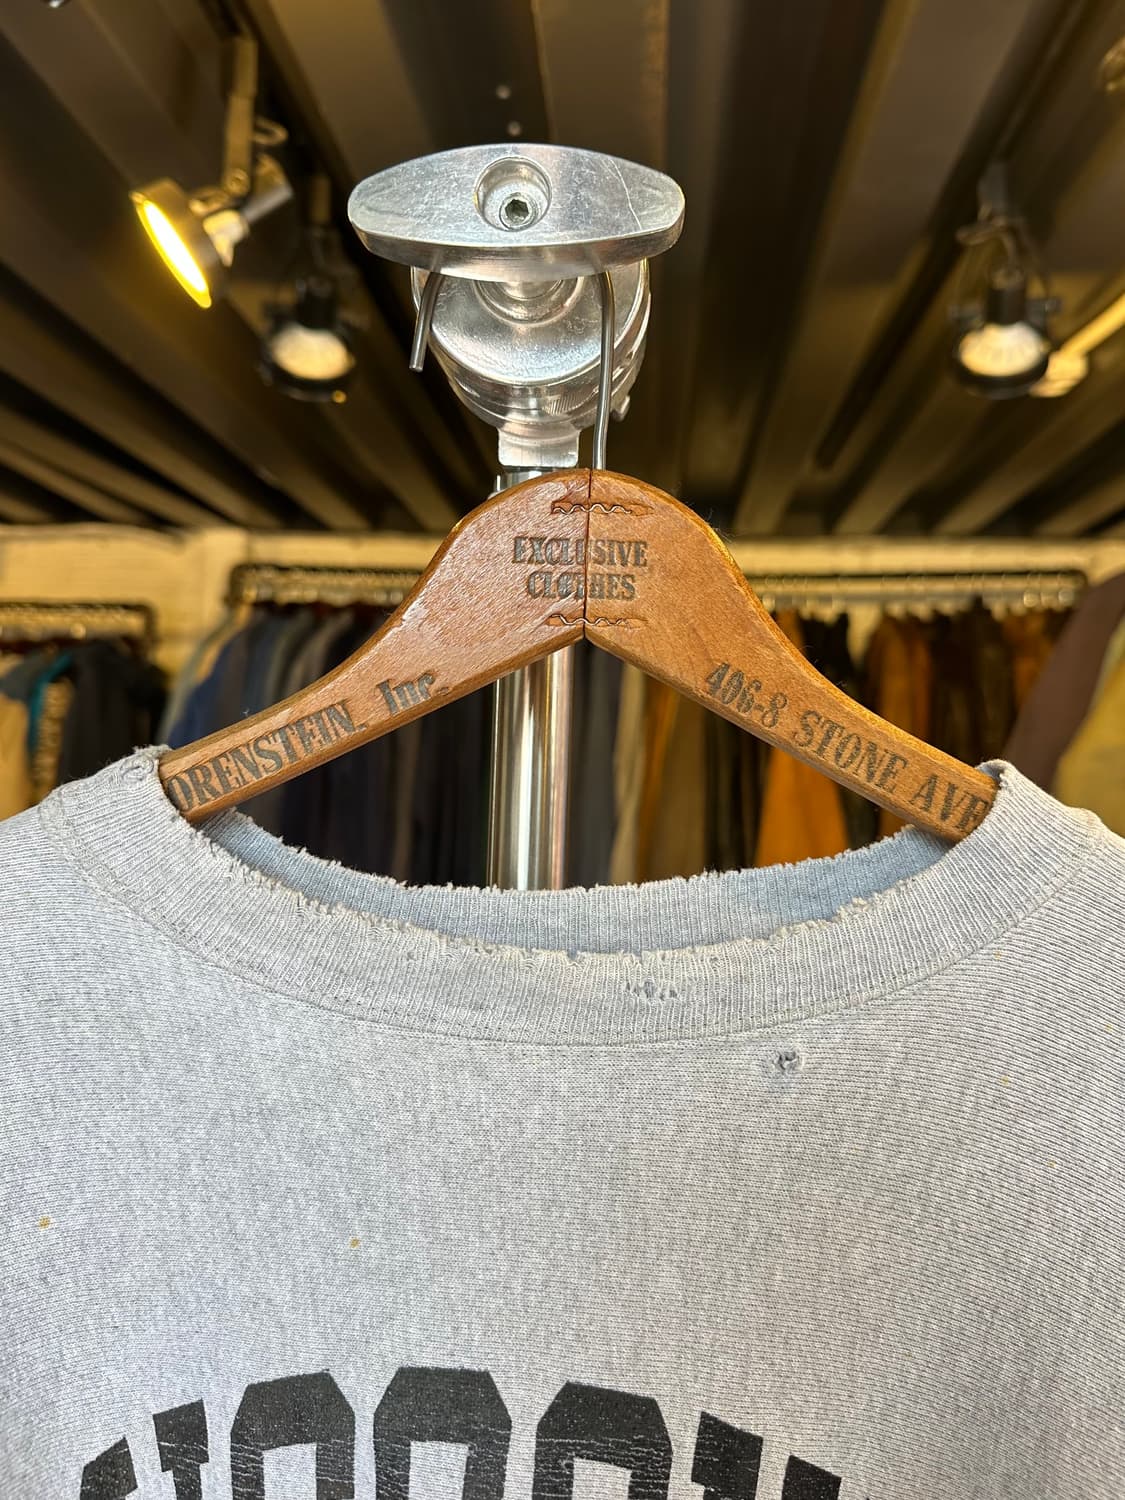 EXCLUSIVE
CLOTHES
ORENSTEIN, Inc.
406-8 STONE AVE